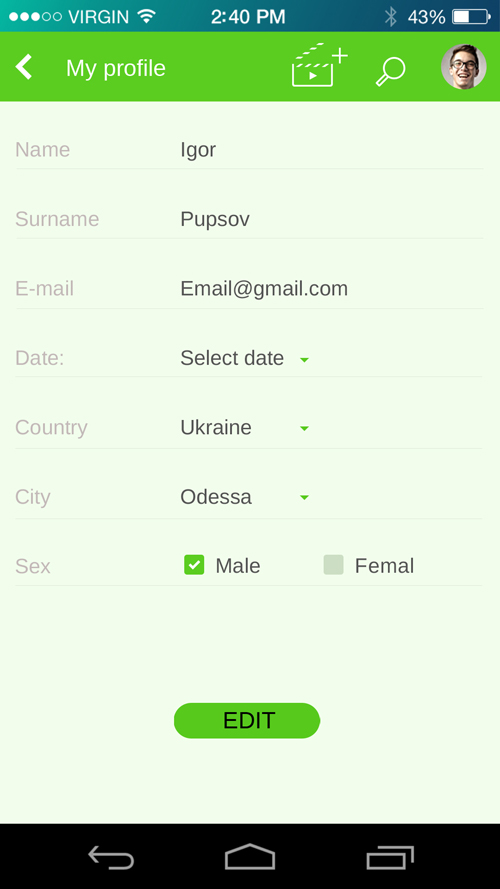 VIRGIN 2:40 PM 43%
My profile
Name Igor
Surname Pupsov
E-mail Email@gmail.com
Date: Select date
Country Ukraine
City Odessa
Sex Male Femal
EDIT